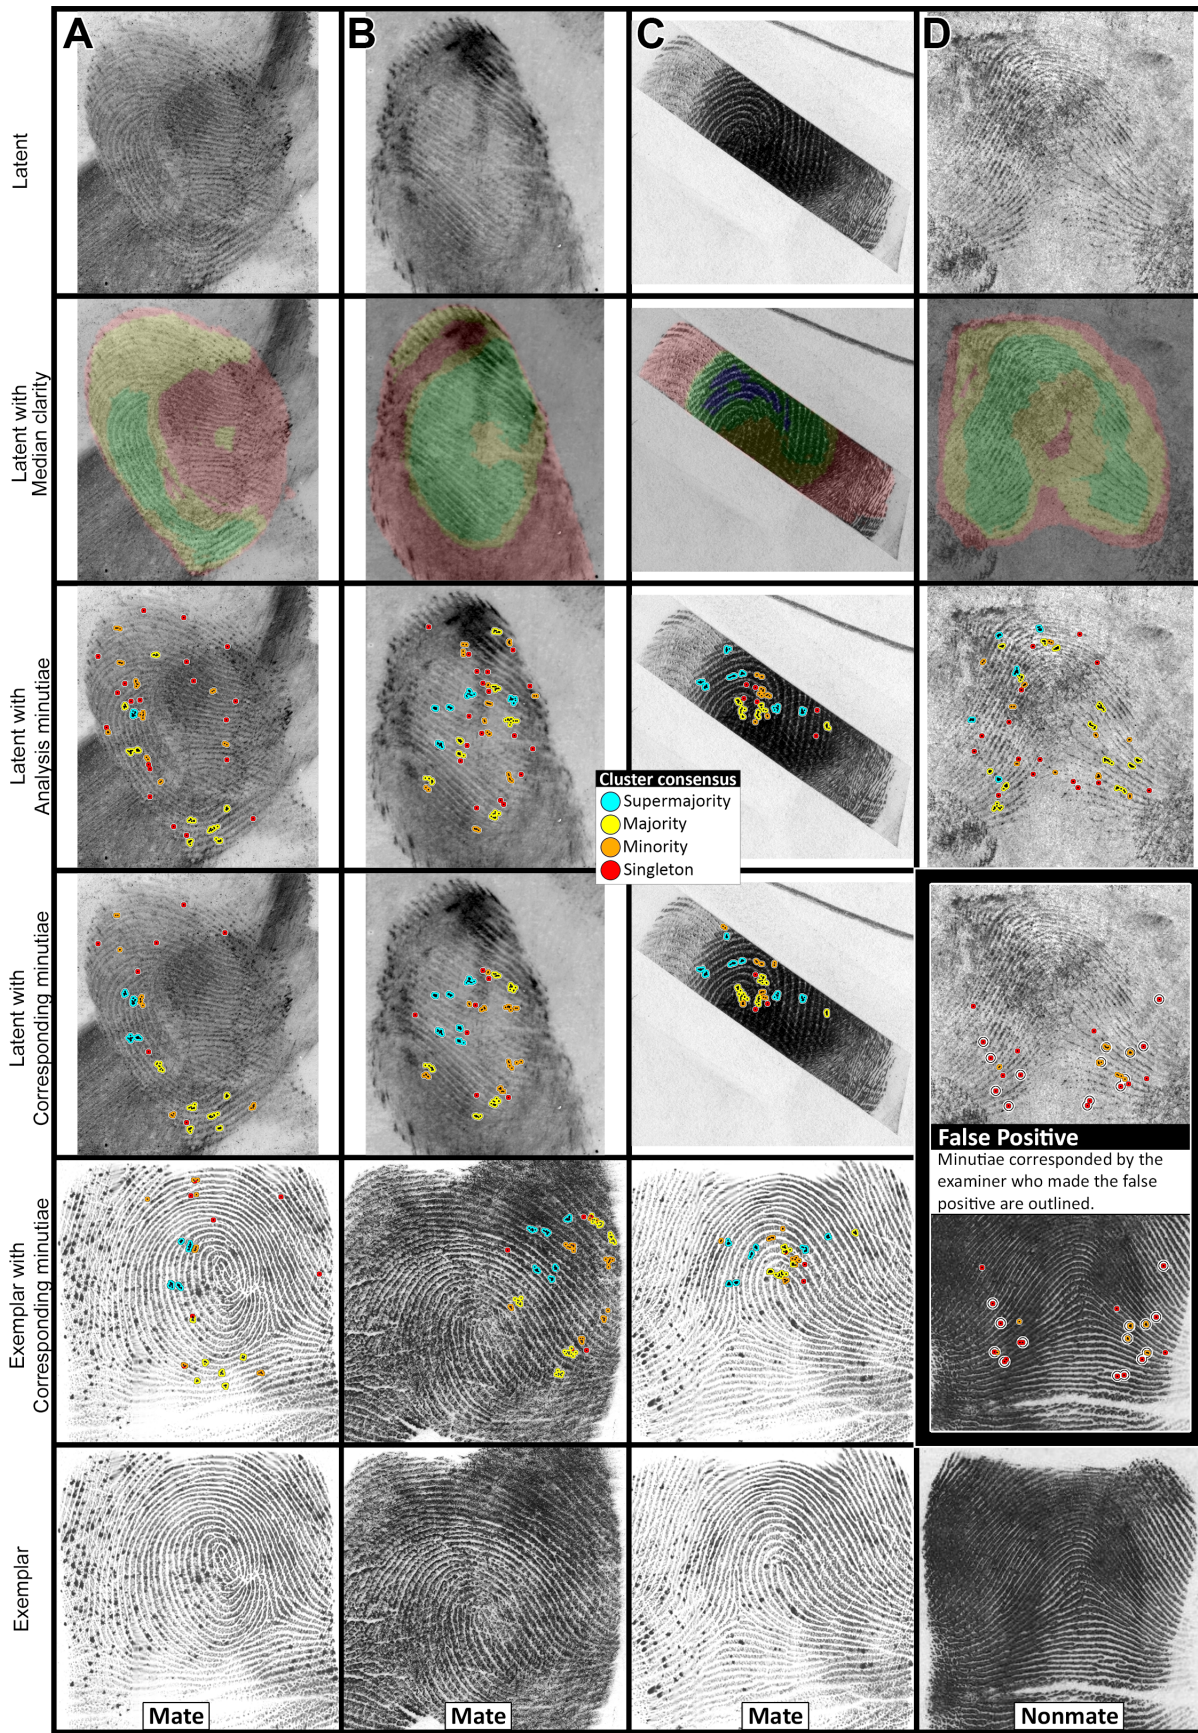 A
B
C
D
Latent
Latent with
Median clarity
Latent with
Analysis minutiae
Cluster consensus
Supermajority
Majority
Minority
Singleton
Latent with
Corresponding minutiae
False Positive
Minutiae corresponded by the
examiner who made the false
positive are outlined.
Exemplar with
Corresponding minutiae
Exemplar
Mate
Mate
Mate
Nonmate